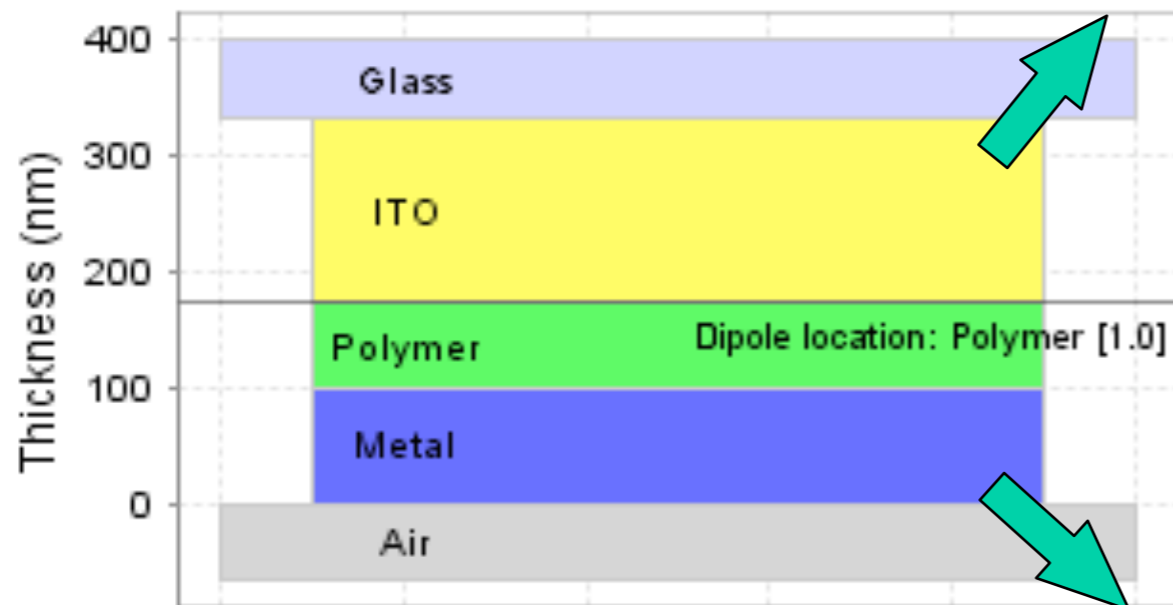 400
Glass
300
ITO
200
Dipole location: Polymer [1.0]
Polymer
100
Metal
0
Air
Thickness (nm)